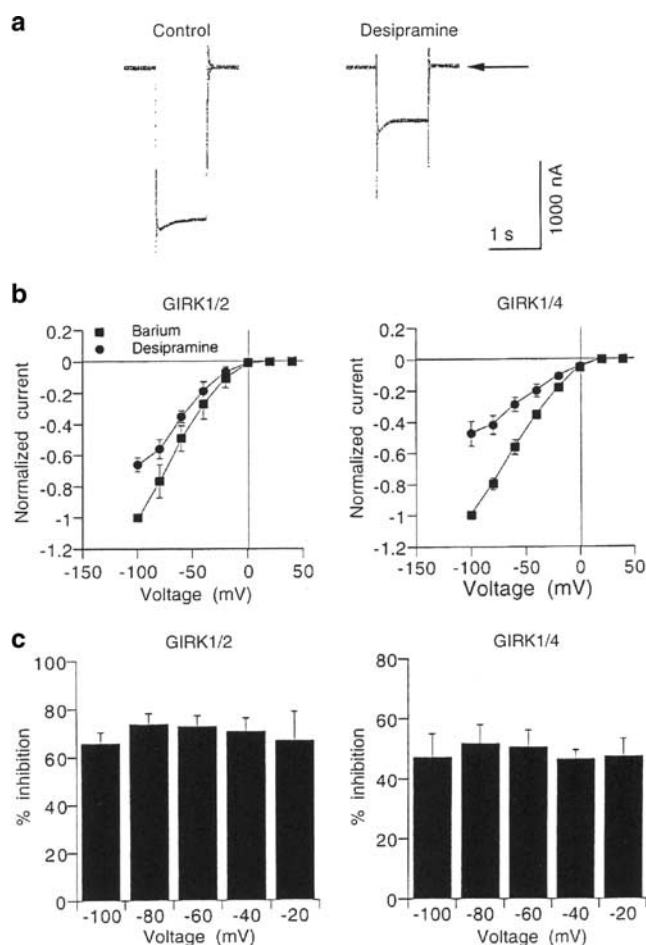 a
Control
Desipramine
1 s
1000 nA
b
GIRK1/2
GIRK1/4
Barium
Desipramine
0.2
0
-0.2
-0.4
-0.6
-0.8
-1
-1.2
Normalized current
-150
-100
-50
0
50
Voltage (mV)
0.2
0
-0.2
-0.4
-0.6
-0.8
-1
-1.2
Normalized current
-150
-100
-50
0
50
Voltage (mV)
c
GIRK1/2
GIRK1/4
100
80
60
40
20
0
% inhibition
-100
-80
-60
-40
-20
Voltage (mV)
80
60
40
20
0
% inhibition
-100
-80
-60
-40
-20
Voltage (mV)